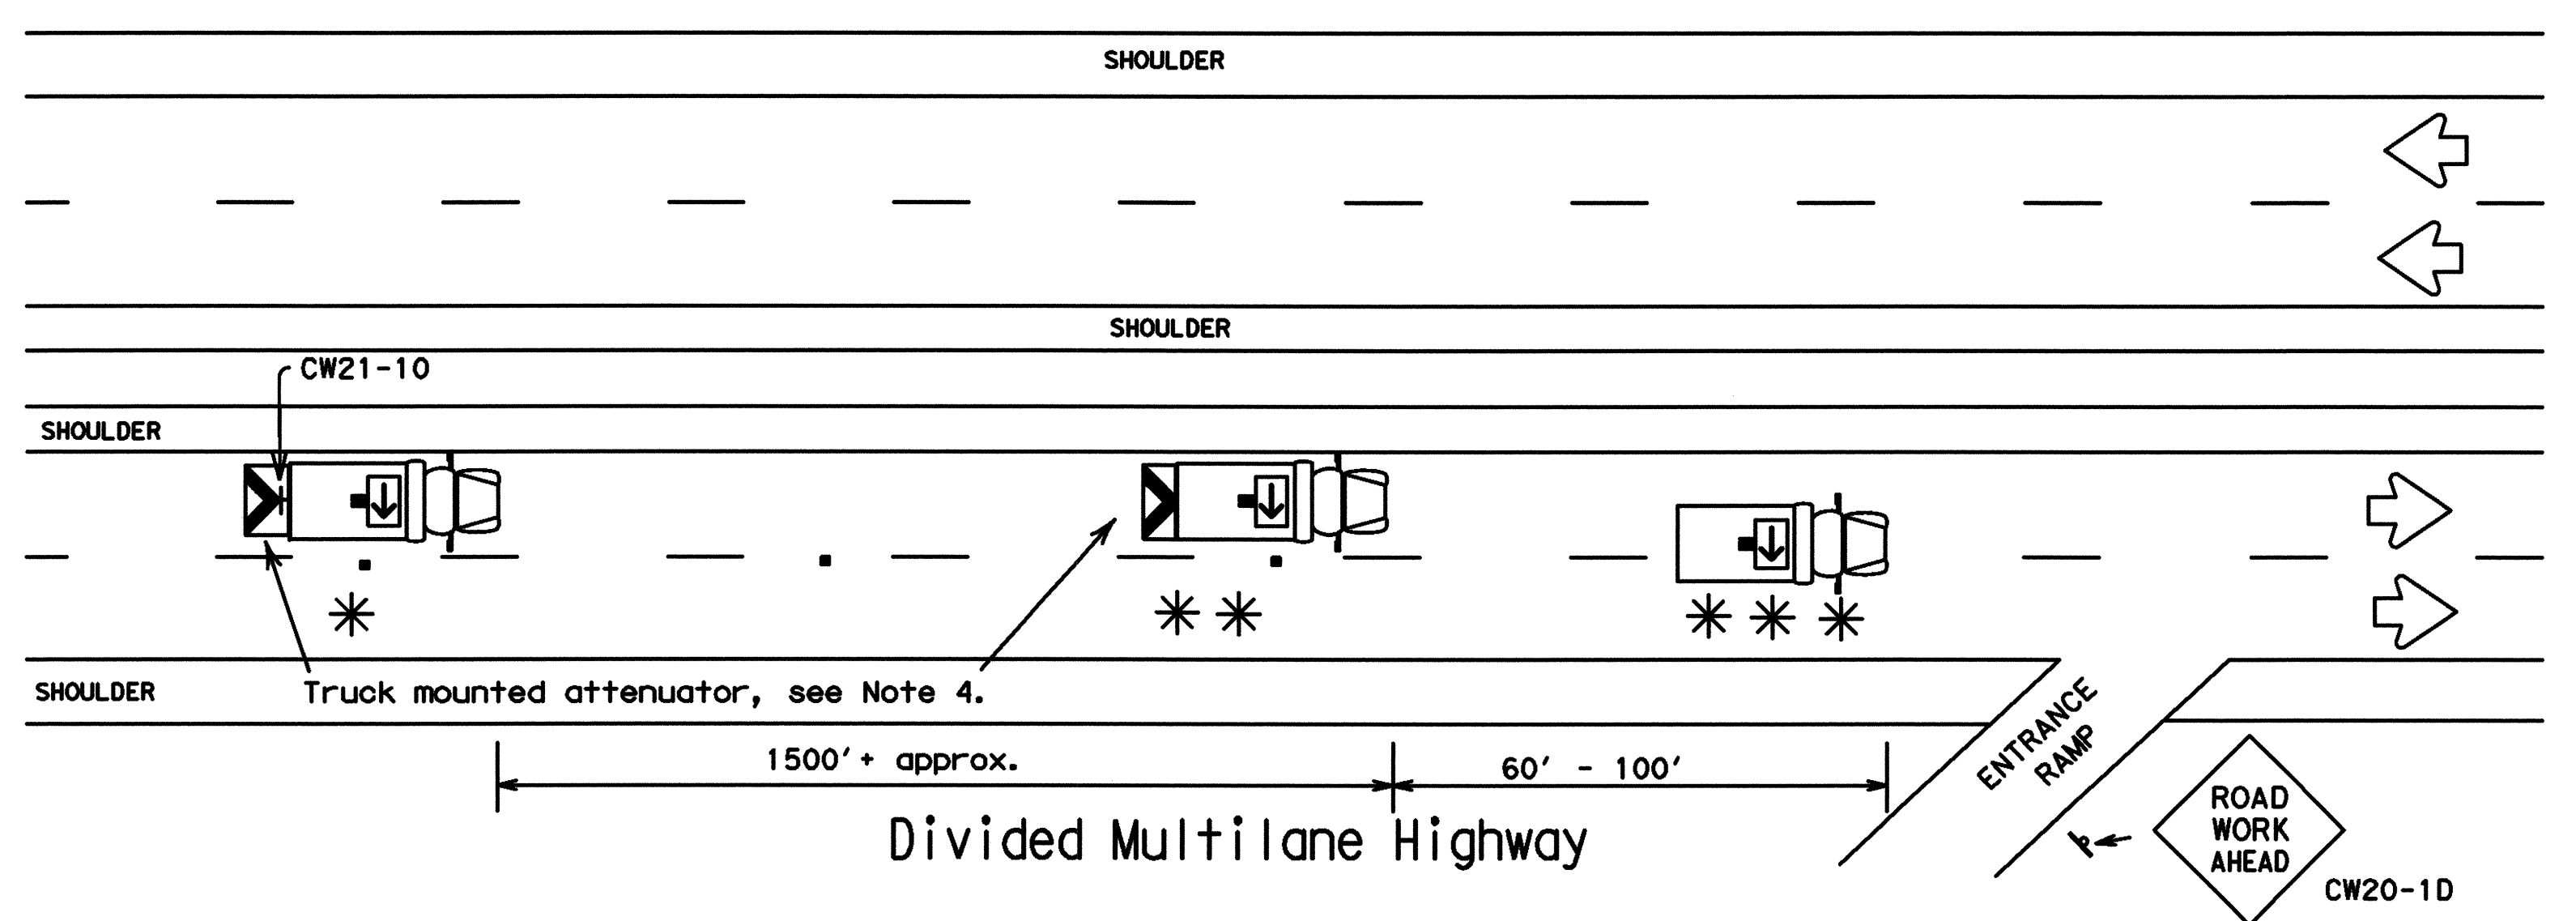 SHOULDER
SHOULDER
CW21-10
SHOULDER
SHOULDER
Truck mounted attenuator, see Note 4.
1500'+ approx.
60' - 100'
ENTRANCE
RAMP
Divided Multilane Highway
ROAD
WORK
AHEAD
CW20-1D